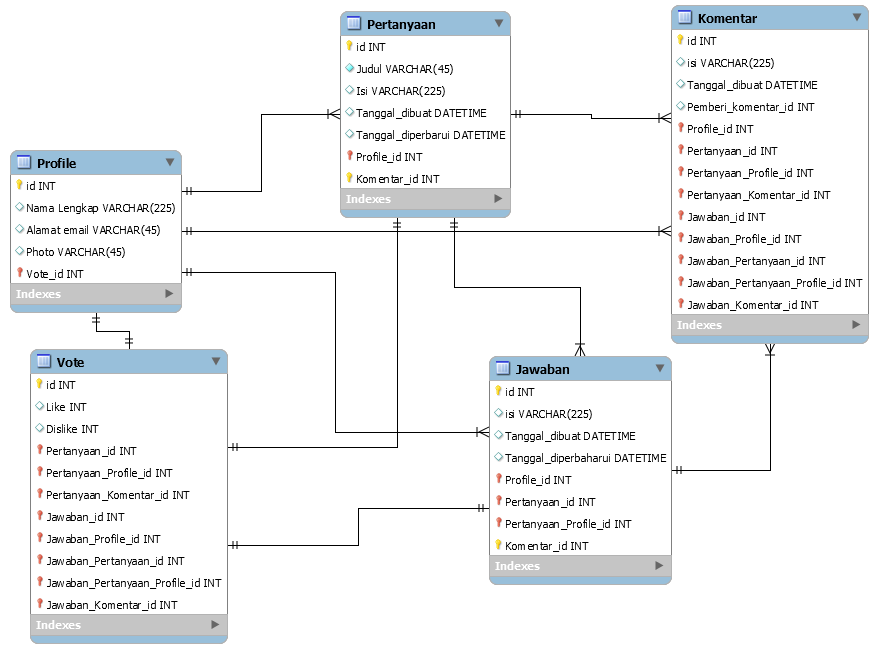 Pertanyaan
id INT
Judul VARCHAR(45)
Isi VARCHAR(225)
Tanggal_dibuat DATETIME
Tanggal_diperbarui DATETIME
Profile_id INT
Komentar_id INT
Indexes
Komentar
id INT
isi VARCHAR(225)
Tanggal_dibuat DATETIME
Pemberi_komentar_id INT
Profile_id INT
Pertanyaan_id INT
Pertanyaan_Profile_id INT
Pertanyaan_Komentar_id INT
Jawaban_id INT
Jawaban_Profile_id INT
Jawaban_Pertanyaan_id INT
Jawaban_Pertanyaan_Profile_id INT
Jawaban_Komentar_id INT
Indexes
Profile
id INT
Nama Lengkap VARCHAR(225)
Alamat email VARCHAR(45)
Photo VARCHAR(45)
Vote_id INT
Indexes
Vote
id INT
Like INT
Dislike INT
Pertanyaan_id INT
Pertanyaan_Profile_id INT
Pertanyaan_Komentar_id INT
Jawaban_id INT
Jawaban_Profile_id INT
Jawaban_Pertanyaan_id INT
Jawaban_Pertanyaan_Profile_id INT
Jawaban_Komentar_id INT
Indexes
Jawaban
id INT
isi VARCHAR(225)
Tanggal_dibuat DATETIME
Tanggal_diperbaharui DATETIME
Profile_id INT
Pertanyaan_id INT
Pertanyaan_Profile_id INT
Komentar_id INT
Indexes